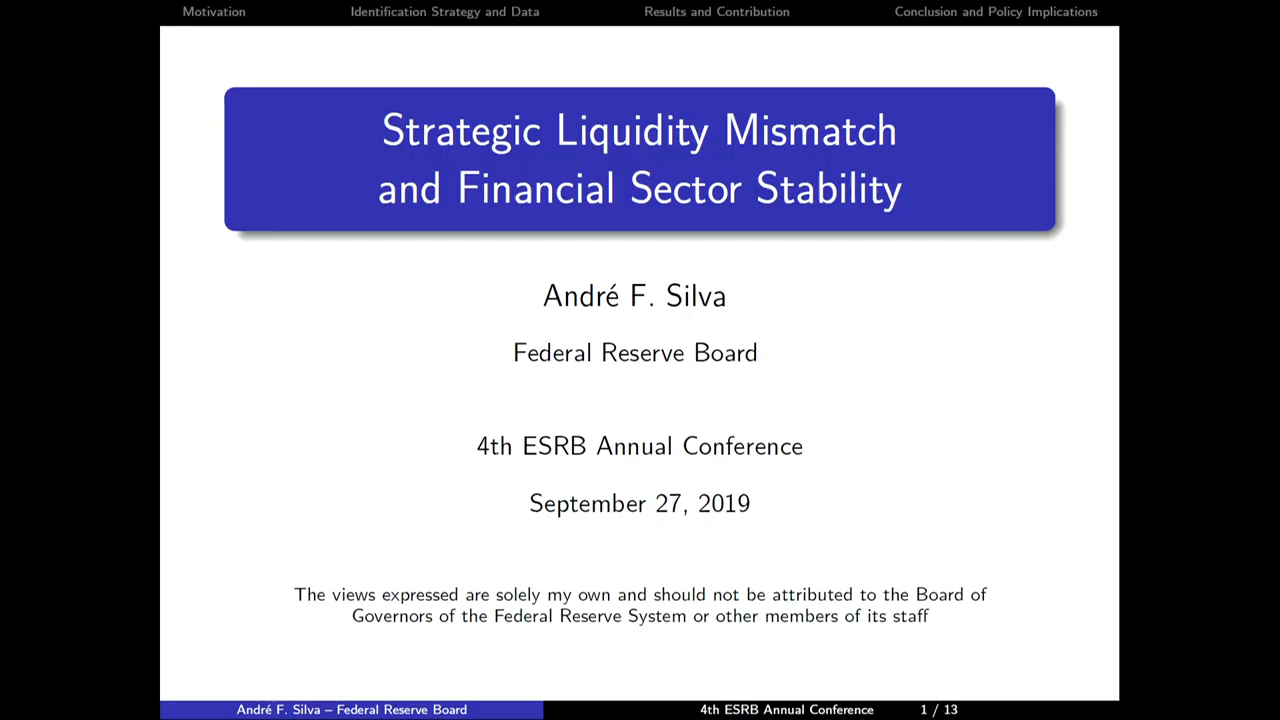 Motivation Identification Strategy and Data Results and Contribution Conclusion and Policy Implications
Strategic Liquidity Mismatch
and Financial Sector Stability
André F. Silva
Federal Reserve Board
4th ESRB Annual Conference
September 27, 2019
The views expressed are solely my own and should not be attributed to the Board of
Governors of the Federal Reserve System or other members of its staff
André F. Silva – Federal Reserve Board 4th ESRB Annual Conference 1 / 13